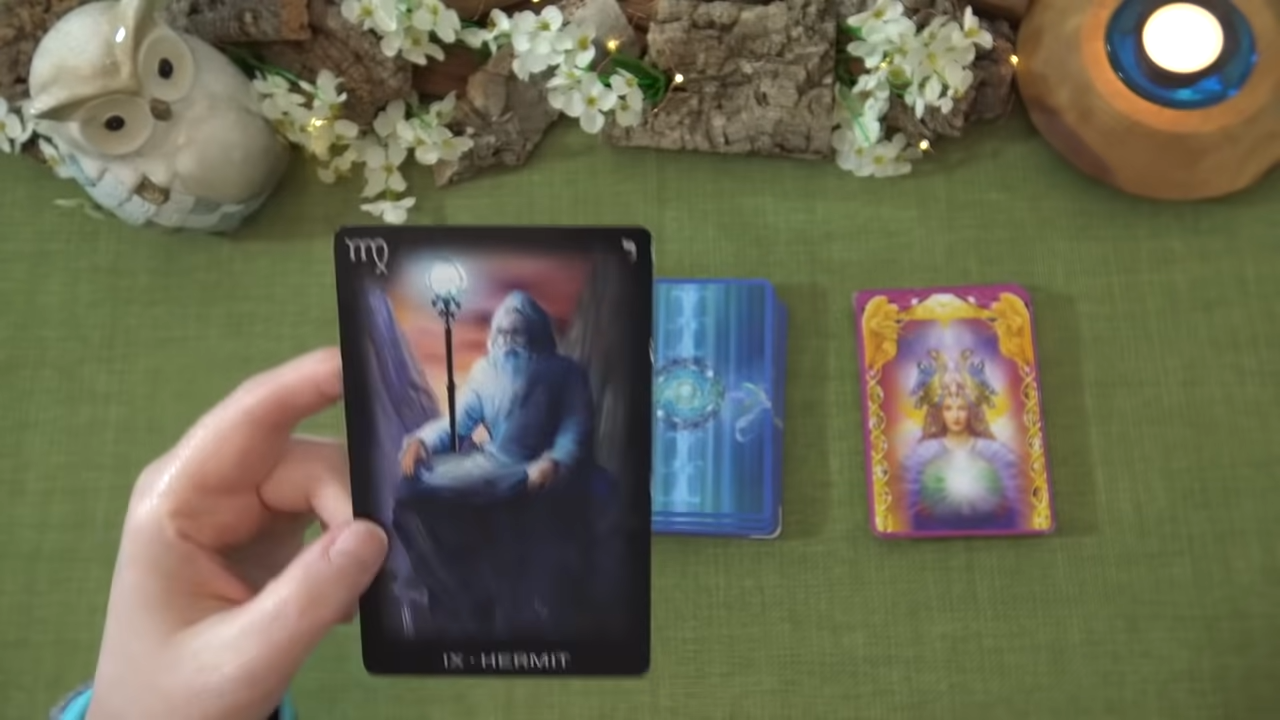 ♍ י
IX · HERMIT